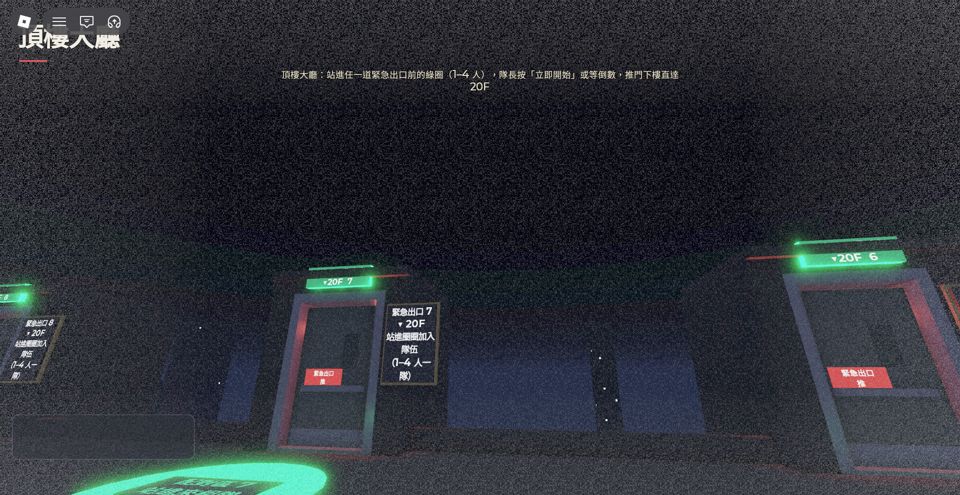 頂樓大廳
頂樓大廳：站進任一道緊急出口前的綠圈（1–4 人），隊長按「立即開始」或等倒數，推門下樓直達
20F
▼20F 6
▼20F 7
緊急出口 7
▼ 20F
站進圈圈加入
隊伍
（1–4 人一
隊）
緊急出口 8
▼ 20F
站進圈圈加入
隊伍
（1–4 人一
隊）
緊急出口
推
緊急出口
推